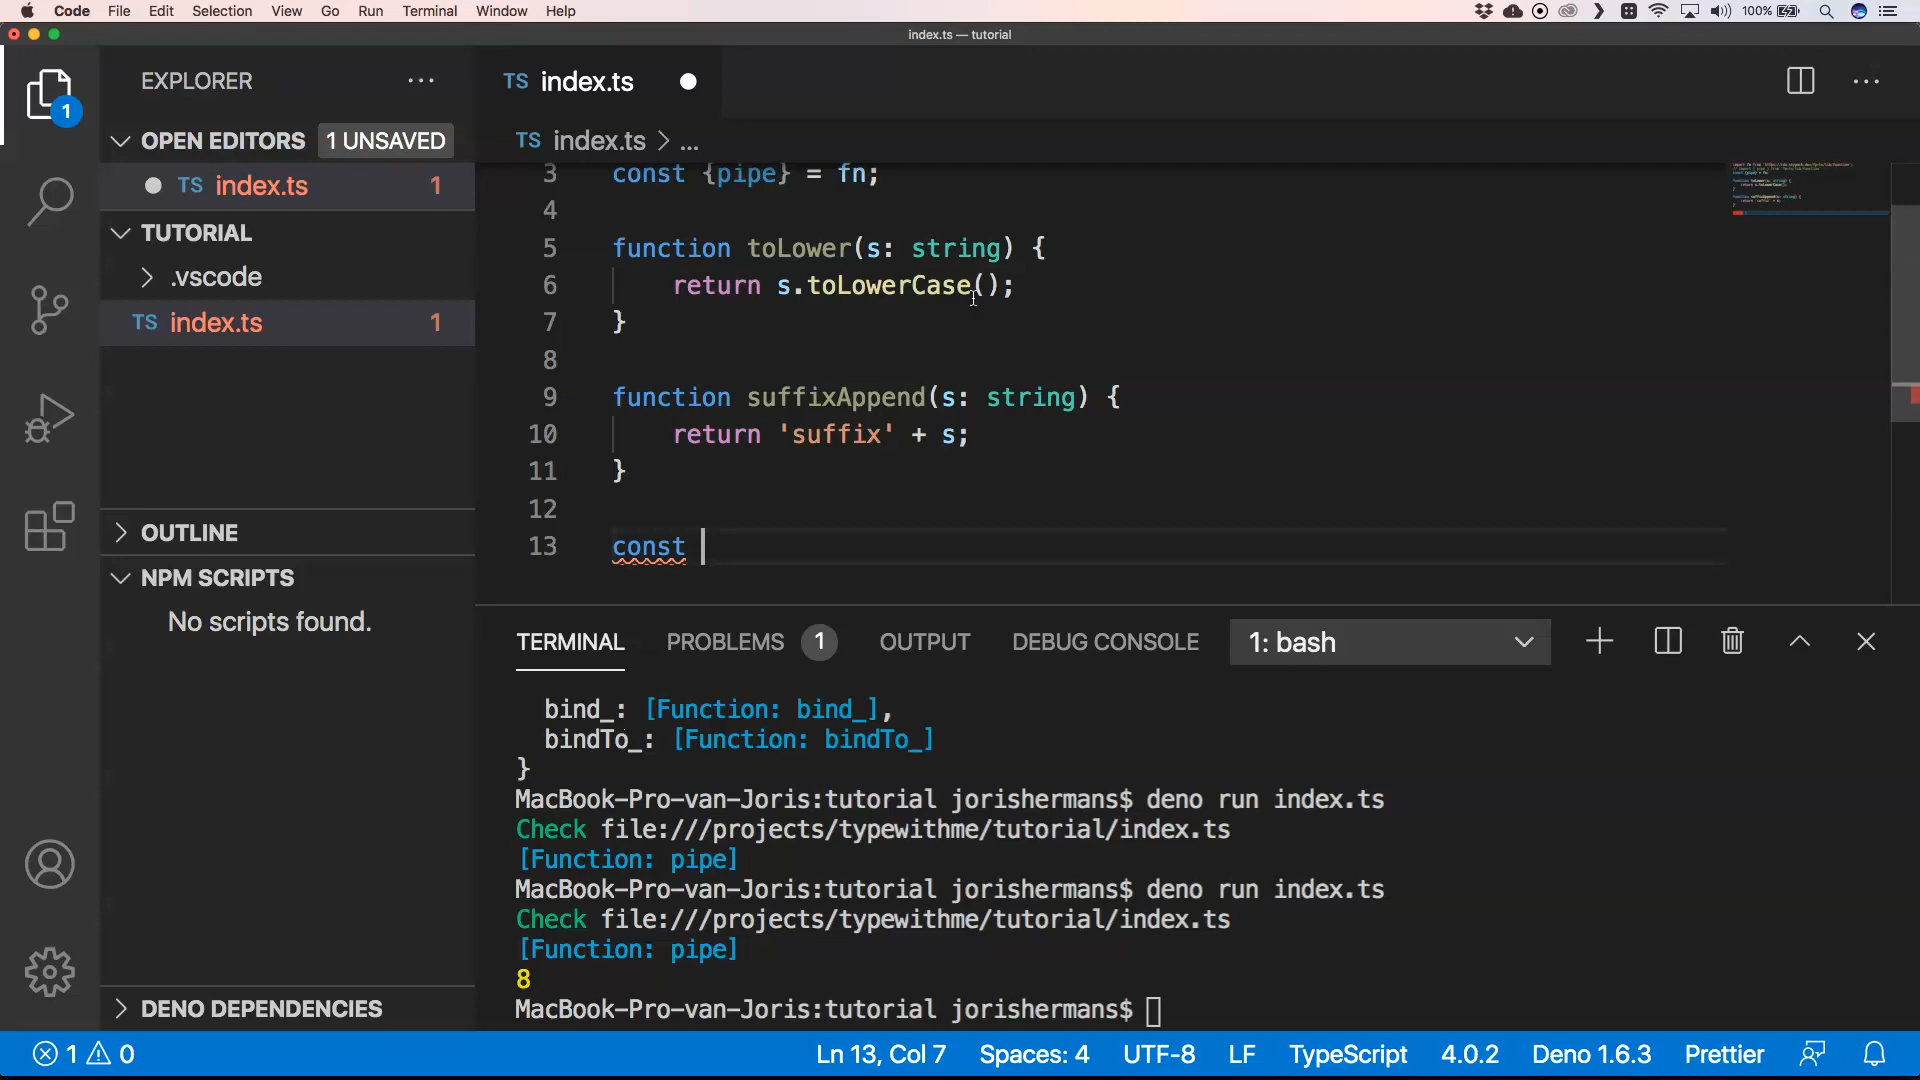 Code File Edit Selection View Go Run Terminal Window Help 100%
index.ts — tutorial
EXPLORER
TS index.ts
1
OPEN EDITORS 1 UNSAVED
TS index.ts > ...
TS index.ts 1
3 const {pipe} = fn;
4
TUTORIAL
5 function toLower(s: string) {
.vscode
6 return s.toLowerCase();
TS index.ts 1
7 }
8
9 function suffixAppend(s: string) {
10 return 'suffix' + s;
11 }
12
OUTLINE
13 const
NPM SCRIPTS
No scripts found.
TERMINAL PROBLEMS 1 OUTPUT DEBUG CONSOLE 1: bash
bind_: [Function: bind_],
bindTo_: [Function: bindTo_]
}
MacBook-Pro-van-Joris:tutorial jorishermans$ deno run index.ts
Check file:///projects/typewithme/tutorial/index.ts
[Function: pipe]
MacBook-Pro-van-Joris:tutorial jorishermans$ deno run index.ts
Check file:///projects/typewithme/tutorial/index.ts
[Function: pipe]
8
DENO DEPENDENCIES
MacBook-Pro-van-Joris:tutorial jorishermans$
1 0 Ln 13, Col 7 Spaces: 4 UTF-8 LF TypeScript 4.0.2 Deno 1.6.3 Prettier